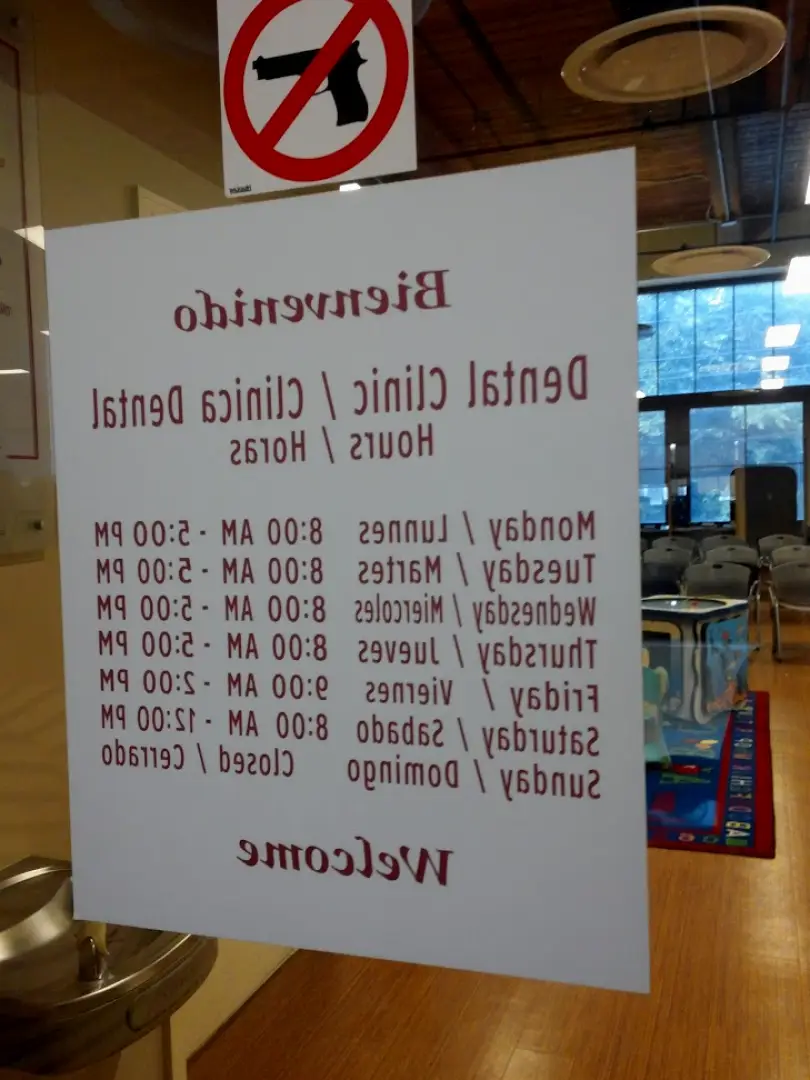 Bienvenido
Dental Clinic / Clinica Dental
Hours / Horas
Monday / Lunnes 8:00 AM - 5:00 PM
Tuesday / Martes 8:00 AM - 5:00 PM
Wednesday / Miercoles 8:00 AM - 5:00 PM
Thursday / Jueves 8:00 AM - 5:00 PM
Friday / Viernes 9:00 AM - 2:00 PM
Saturday / Sabado 8:00 AM - 12:00 PM
Sunday / Domingo Closed / Cerrado
Welcome